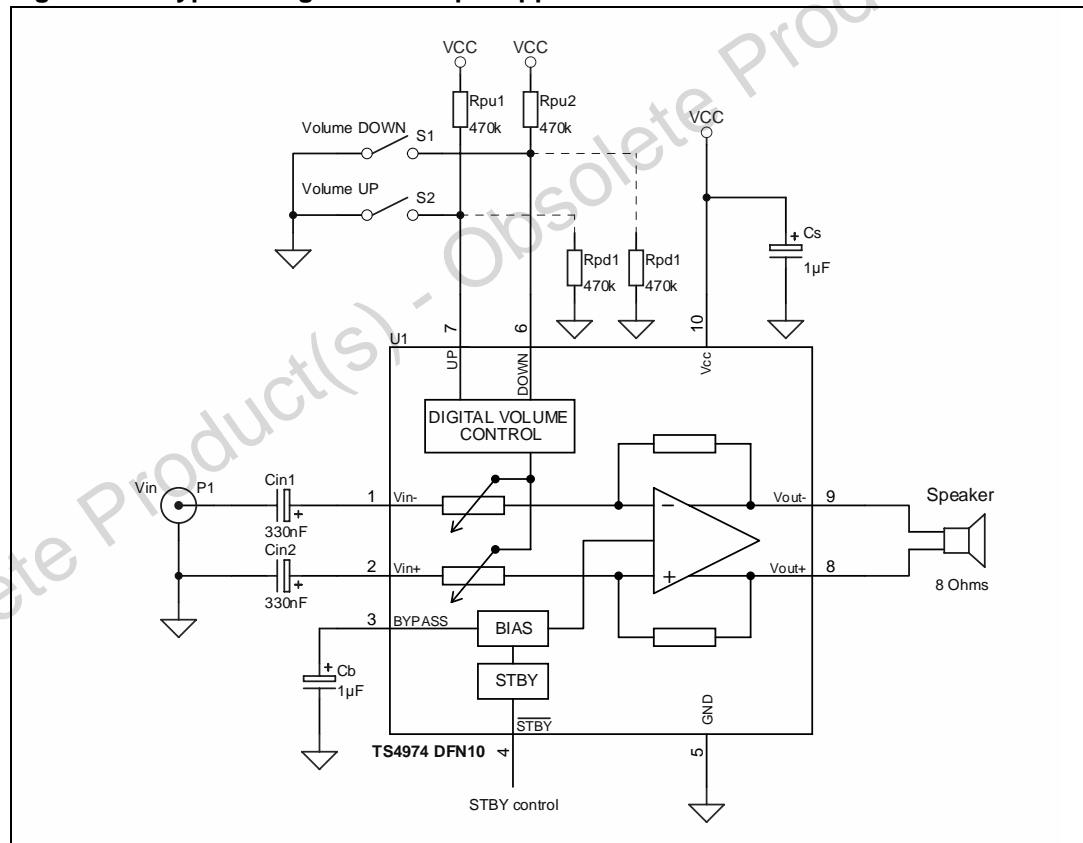 VCC VCC
Rpu1 Rpu2
470k 470k
VCC
Volume DOWN S1
Volume UP S2
Cs
+
1µF
Rpd1 Rpd1
470k 470k
7 6 10
U1
UP DOWN Vcc
DIGITAL VOLUME
CONTROL
Vin P1 Cin1 1 Vin- − Vout- 9 Speaker
+
330nF
Cin2 2 Vin+ + Vout+ 8
+
330nF
8 Ohms
3 BYPASS BIAS
+ Cb
1µF
STBY
STBY GND
TS4974 DFN10 4 5
STBY control
Product(s) - Obsolete Prod
ete Product(s) - Obsolete Prod